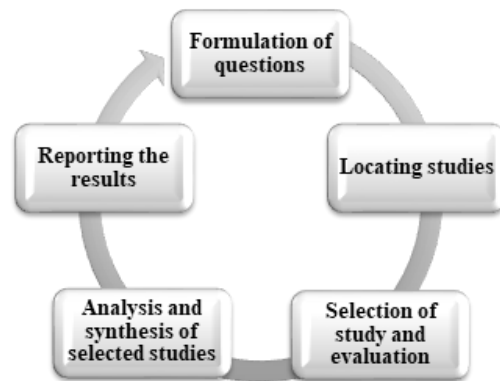 Formulation of
questions
Locating studies
Selection of
study and
evaluation
Analysis and
synthesis of
selected studies
Reporting the
results